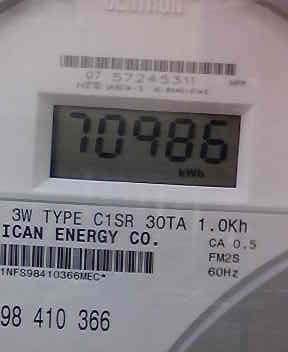 07 57245311
70986
kWh
3W TYPE C1SR 30TA 1.0Kh
ICAN ENERGY CO.
CA 0.5
FM2S
60Hz
1NFS98410366MEC*
98 410 366